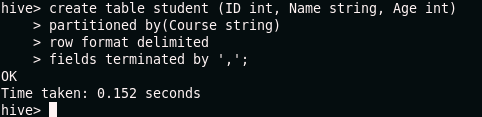 hive> create table student (ID int, Name string, Age int)
    > partitioned by(Course string)
    > row format delimited
    > fields terminated by ',';
OK
Time taken: 0.152 seconds
hive>